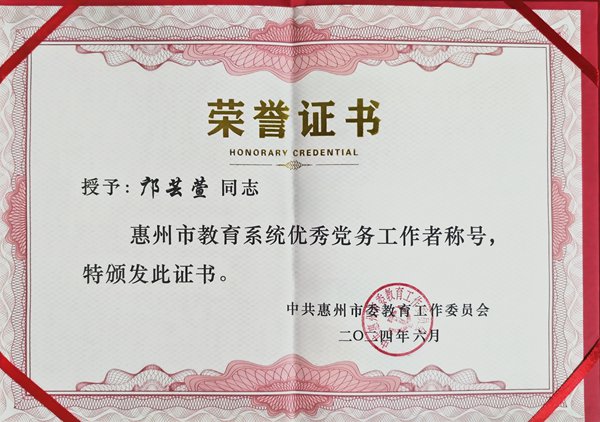 荣誉证书
HONORARY CREDENTIAL
授予：邝芸萱 同志
惠州市教育系统优秀党务工作者称号，
特颁发此证书。
中共惠州市委教育工作委员会
二〇二四年六月